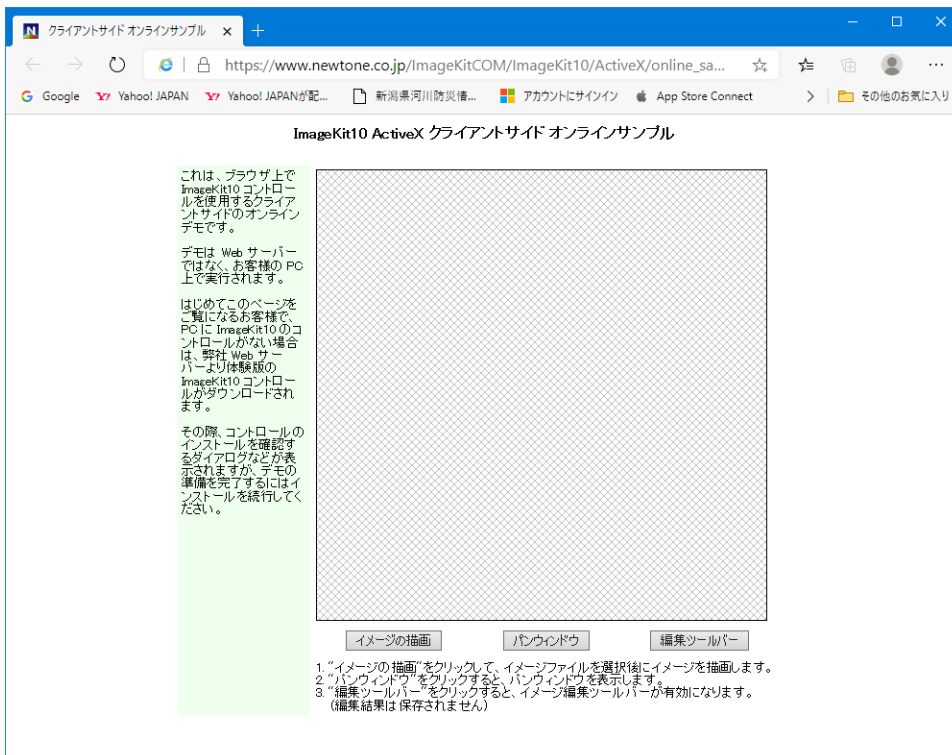 クライアントサイド オンラインサンプル
https://www.newtone.co.jp/ImageKitCOM/ImageKit10/ActiveX/online_sa...
Google Yahoo! JAPAN Yahoo! JAPANが配... 新潟県河川防災情... アカウントにサインイン App Store Connect その他のお気に入り
ImageKit10 ActiveX クライアントサイド オンラインサンプル
これは、ブラウザ上で
ImageKit10 コントロー
ルを使用するクライア
ントサイドのオンライン
デモです。
デモは Web サーバー
ではなく、お客様の PC
上で実行されます。
はじめてこのページを
ご覧になるお客様で、
PC に ImageKit10 のコ
ントロールがない場合
は、弊社 Web サー
バーより体験版の
ImageKit10 コントロー
ルがダウンロードされ
ます。
その際、コントロールの
インストールを確認す
るダイアログなどが表
示されますが、デモの
準備を完了するにはイ
ンストールを続行してく
ださい。
イメージの描画 パンウィンドウ 編集ツールバー
1. "イメージの描画"をクリックして、イメージファイルを選択後にイメージを描画します。
2. "パンウィンドウ"をクリックすると、パンウィンドウを表示します。
3. "編集ツールバー"をクリックすると、イメージ編集ツールバーが有効になります。
(編集結果は保存されません)